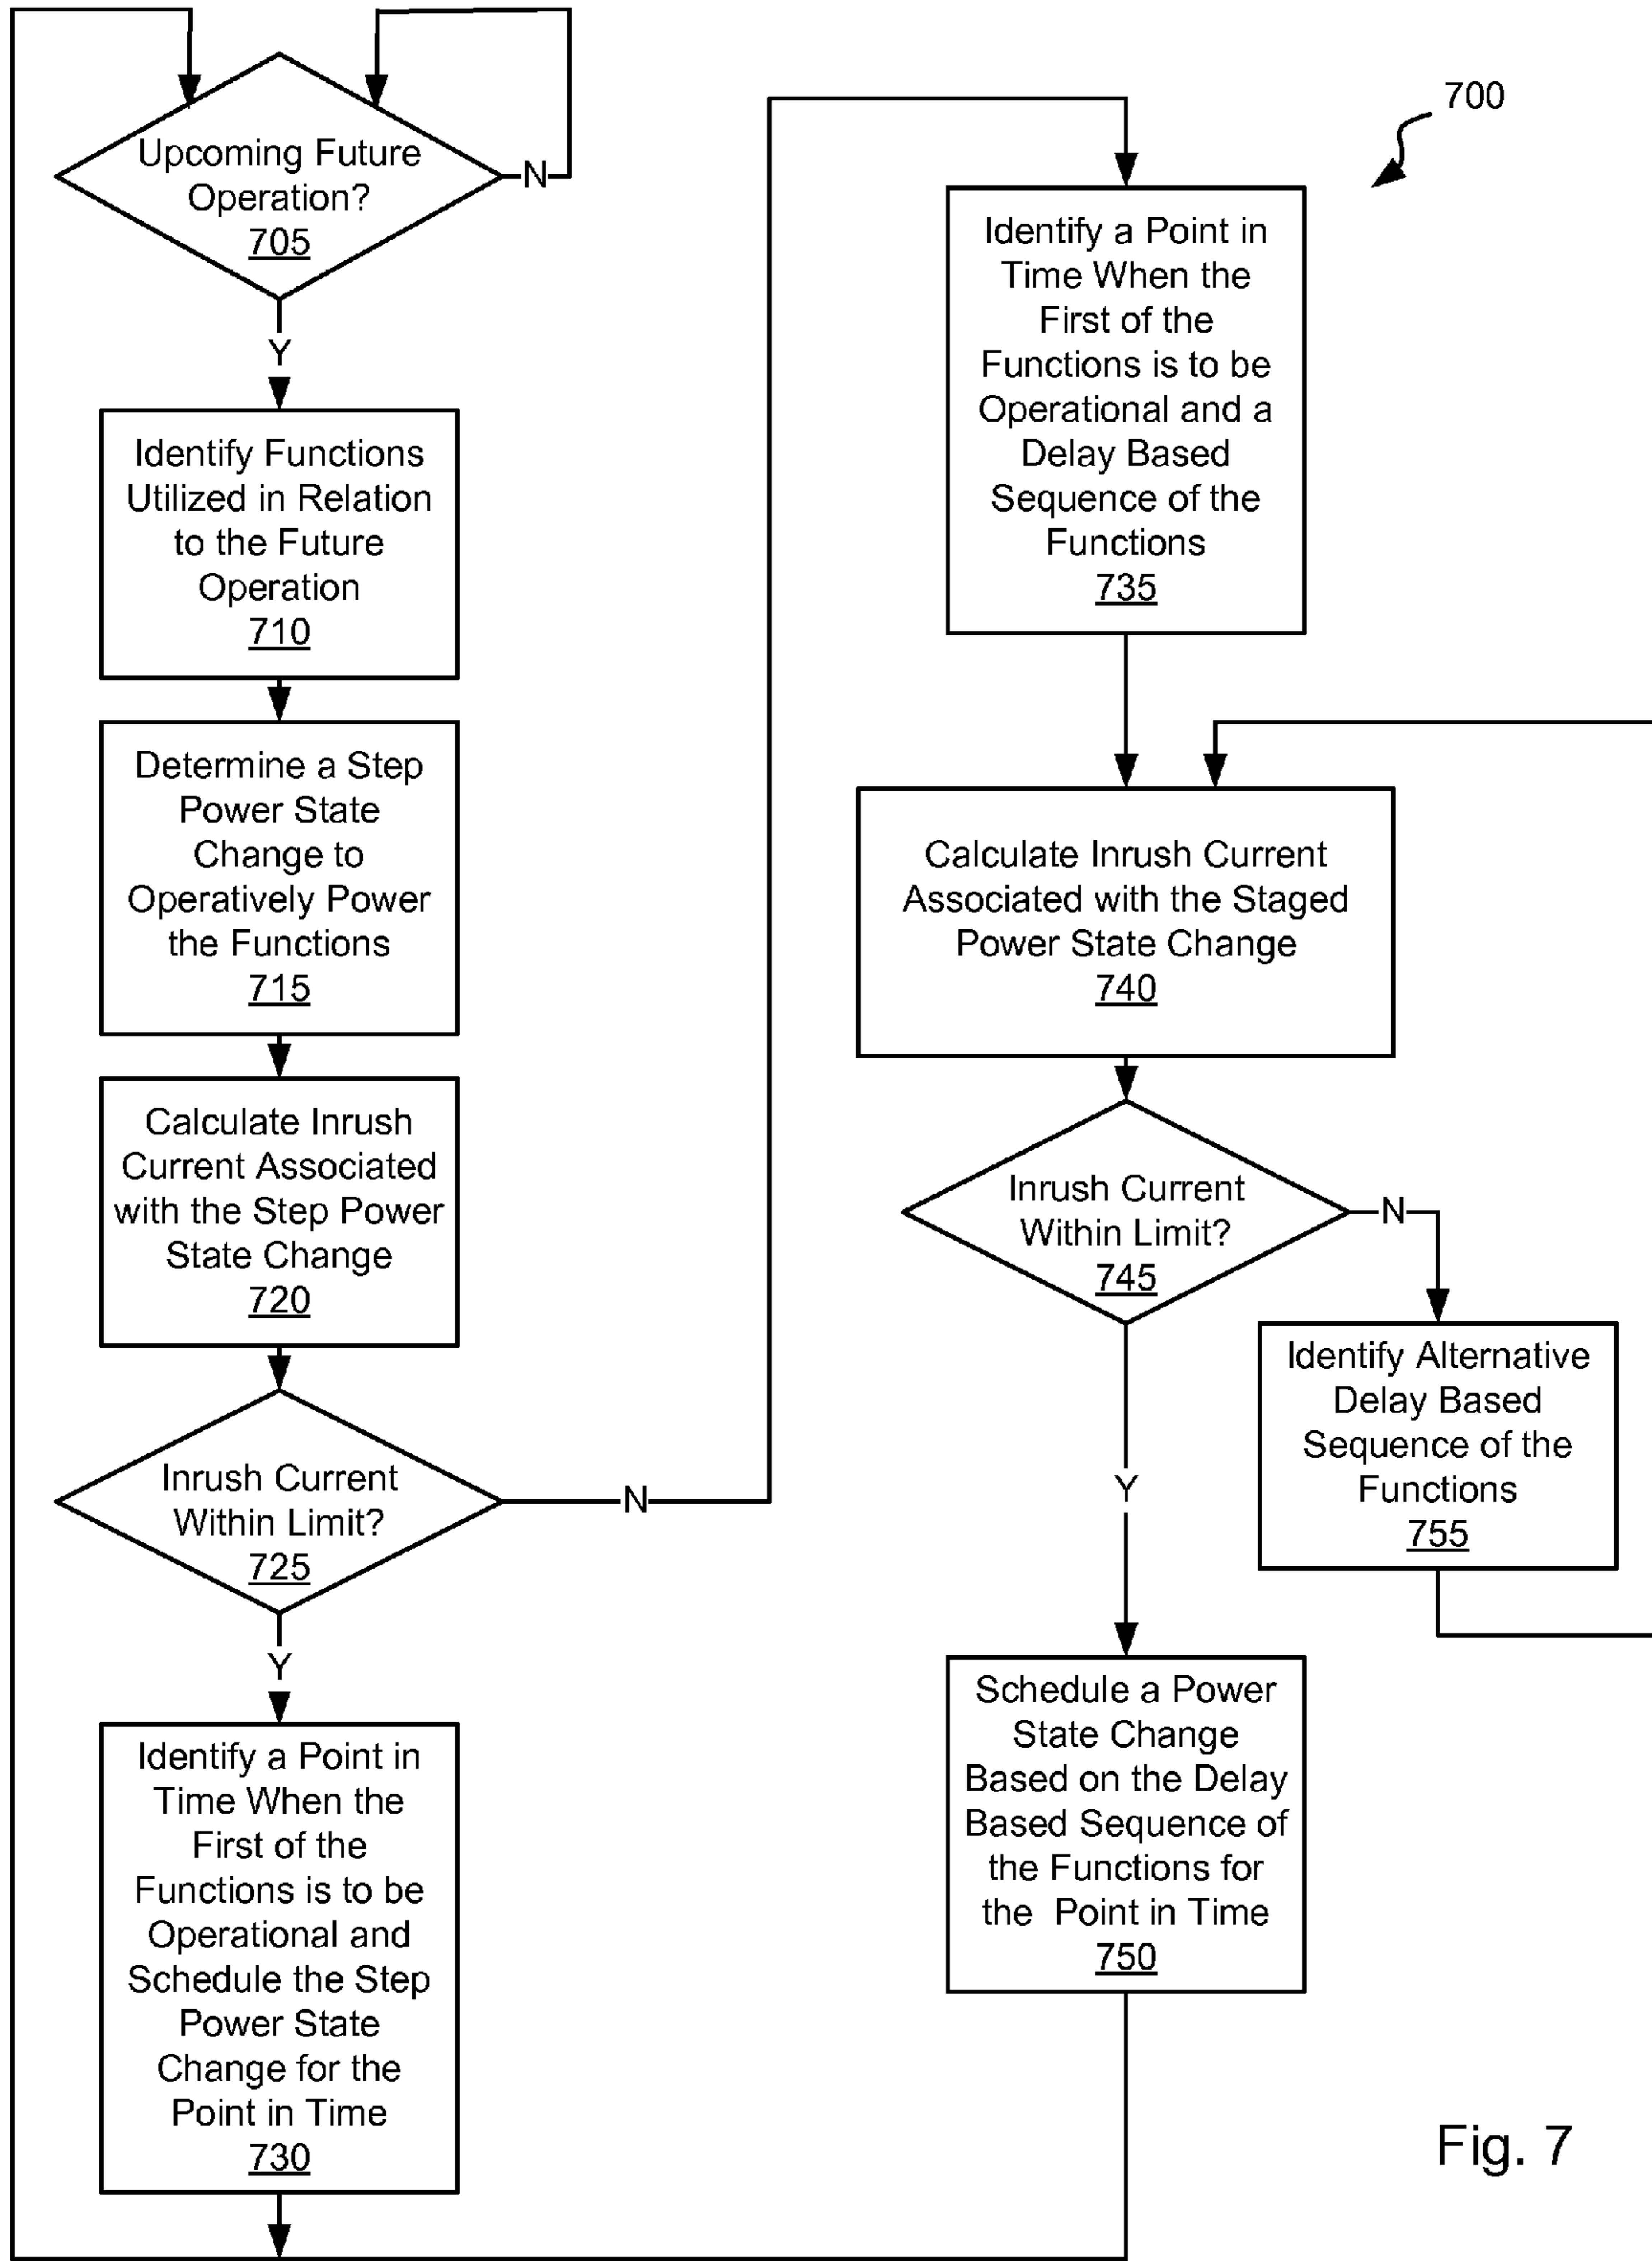 Upcoming Future
Operation?
705
N
Y
Identify Functions
Utilized in Relation
to the Future
Operation
710
Determine a Step
Power State
Change to
Operatively Power
the Functions
715
Calculate Inrush
Current Associated
with the Step Power
State Change
720
Inrush Current
Within Limit?
725
N
Y
Identify a Point in
Time When the
First of the
Functions is to be
Operational and
Schedule the Step
Power State
Change for the
Point in Time
730
700
Identify a Point in
Time When the
First of the
Functions is to be
Operational and a
Delay Based
Sequence of the
Functions
735
Calculate Inrush Current
Associated with the Staged
Power State Change
740
Inrush Current
Within Limit?
745
N
Y
Identify Alternative
Delay Based
Sequence of the
Functions
755
Schedule a Power
State Change
Based on the Delay
Based Sequence of
the Functions for
the Point in Time
750
Fig. 7